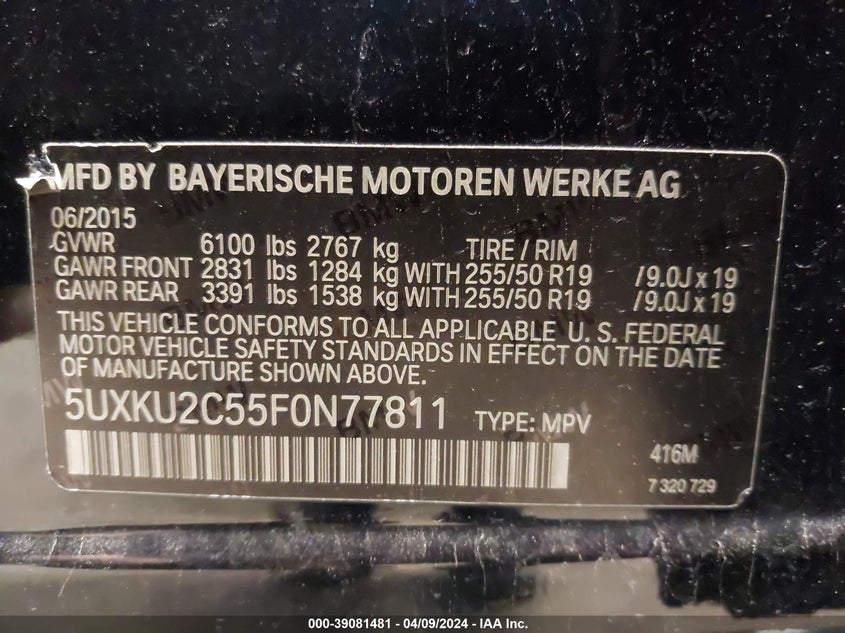 MFD BY BAYERISCHE MOTOREN WERKE AG
06/2015
GVWR 6100 lbs 2767 kg TIRE / RIM
GAWR FRONT 2831 lbs 1284 kg WITH 255/50 R19 /9.0J x 19
GAWR REAR 3391 lbs 1538 kg WITH 255/50 R19 /9.0J x 19
THIS VEHICLE CONFORMS TO ALL APPLICABLE U. S. FEDERAL
MOTOR VEHICLE SAFETY STANDARDS IN EFFECT ON THE DATE
OF MANUFACTURE SHOWN ABOVE.
5UXKU2C55F0N77811 TYPE: MPV
416M
7 320 729
000-39081481 - 04/09/2024 - IAA Inc.